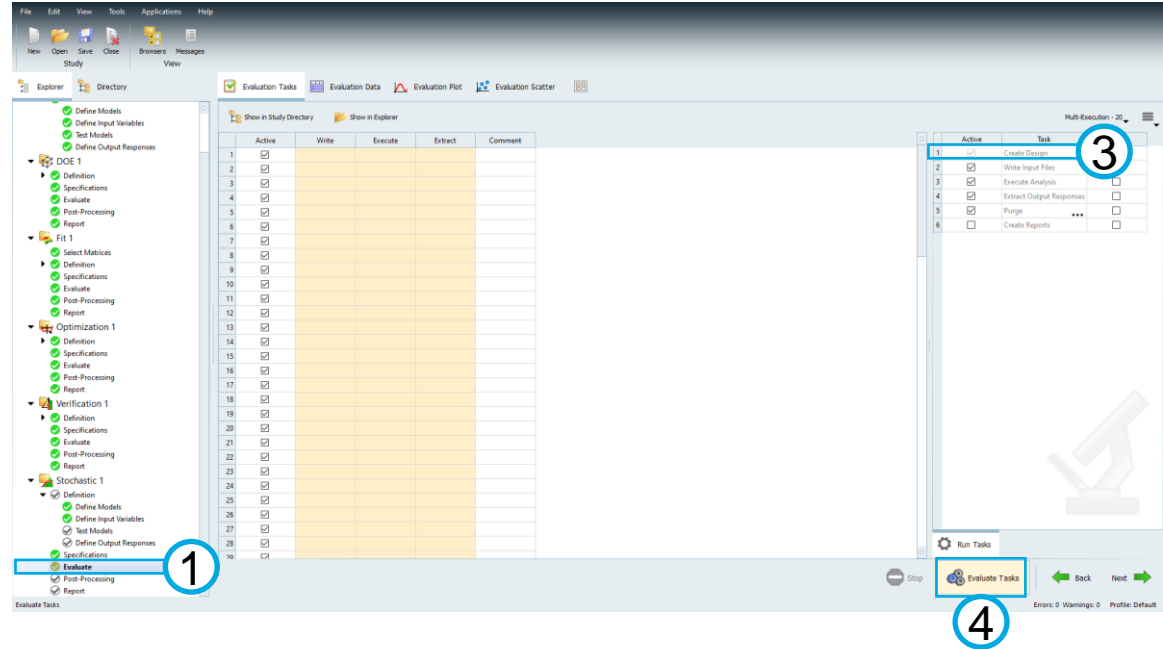 File Edit View Tools Applications Help
New Open Save Close Browsers Messages
Study View
Explorer Directory
Evaluation Tasks Evaluation Data Evaluation Plot Evaluation Scatter
Define Models
Define Input Variables
Test Models
Define Output Responses
DOE 1
Definition
Specifications
Evaluate
Post-Processing
Report
Fit 1
Select Matrices
Definition
Specifications
Evaluate
Post-Processing
Report
Optimization 1
Definition
Specifications
Evaluate
Post-Processing
Report
Verification 1
Definition
Specifications
Evaluate
Post-Processing
Report
Stochastic 1
Definition
Define Models
Define Input Variables
Test Models
Define Output Responses
Specifications
Evaluate
Post-Processing
Report
1
Show in Study Directory Show in Explorer
Multi-Execution - 20
Active Write Execute Extract Comment
1
2
3
4
5
6
7
8
9
10
11
12
13
14
15
16
17
18
19
20
21
22
23
24
25
26
27
28
29
Active Task
1 Create Design
2 Write Input Files
3 Execute Analysis
4 Extract Output Responses
5 Purge ...
6 Create Reports
3
Run Tasks
Stop Evaluate Tasks Back Next
4
Evaluate Tasks
Errors: 0 Warnings: 0 Profile: Default